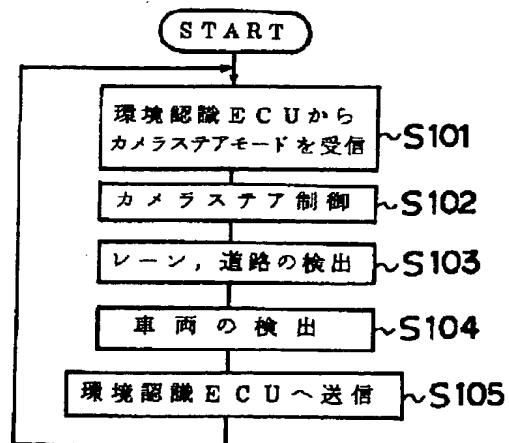 START
環境認識ECUから
カメラステアモードを受信
S101
カメラステア制御
S102
レーン,道路の検出
S103
車両の検出
S104
環境認識ECUへ送信
S105